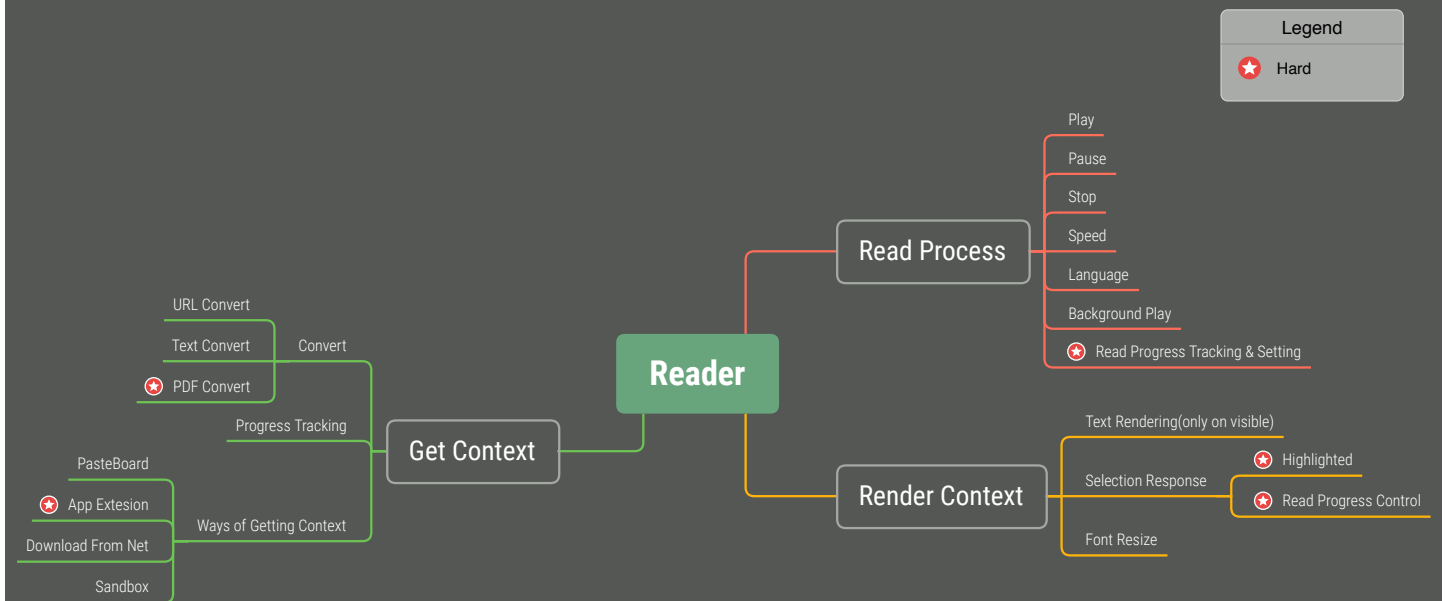 Legend
Hard
Reader
Read Process
Play
Pause
Stop
Speed
Language
Background Play
Read Progress Tracking & Setting
Render Context
Text Rendering(only on visible)
Selection Response
Highlighted
Read Progress Control
Font Resize
Get Context
Convert
URL Convert
Text Convert
PDF Convert
Progress Tracking
Ways of Getting Context
PasteBoard
App Extesion
Download From Net
Sandbox